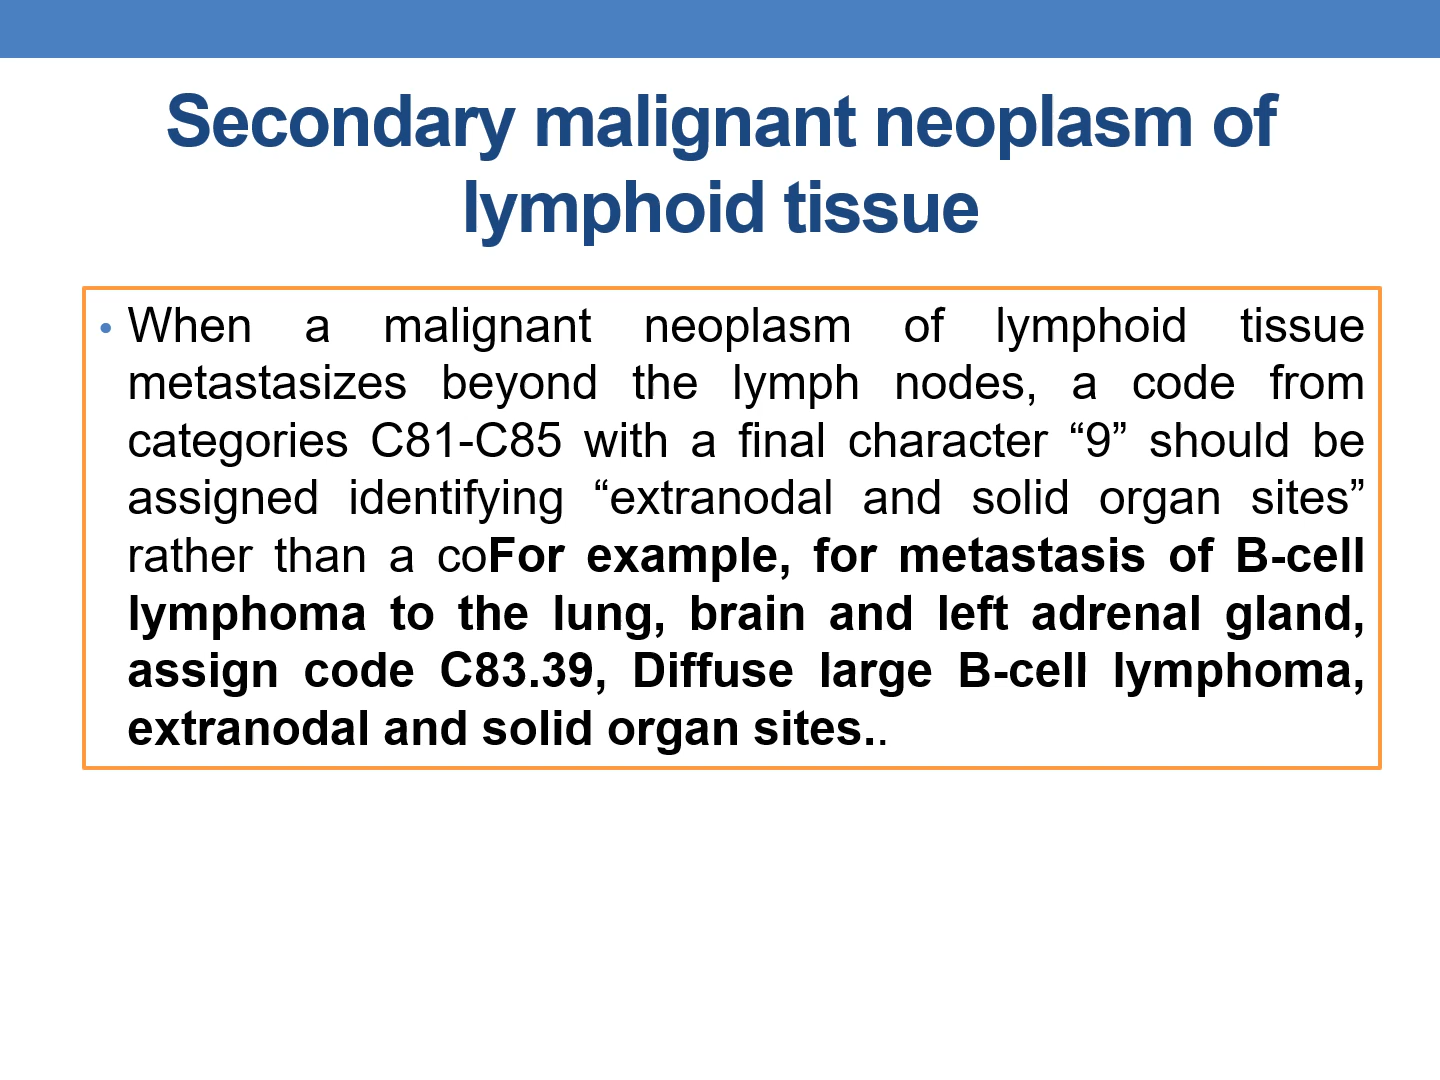 Secondary malignant neoplasm of
lymphoid tissue
• When a malignant neoplasm of lymphoid tissue
metastasizes beyond the lymph nodes, a code from
categories C81-C85 with a final character “9” should be
assigned identifying “extranodal and solid organ sites”
rather than a coFor example, for metastasis of B-cell
lymphoma to the lung, brain and left adrenal gland,
assign code C83.39, Diffuse large B-cell lymphoma,
extranodal and solid organ sites..